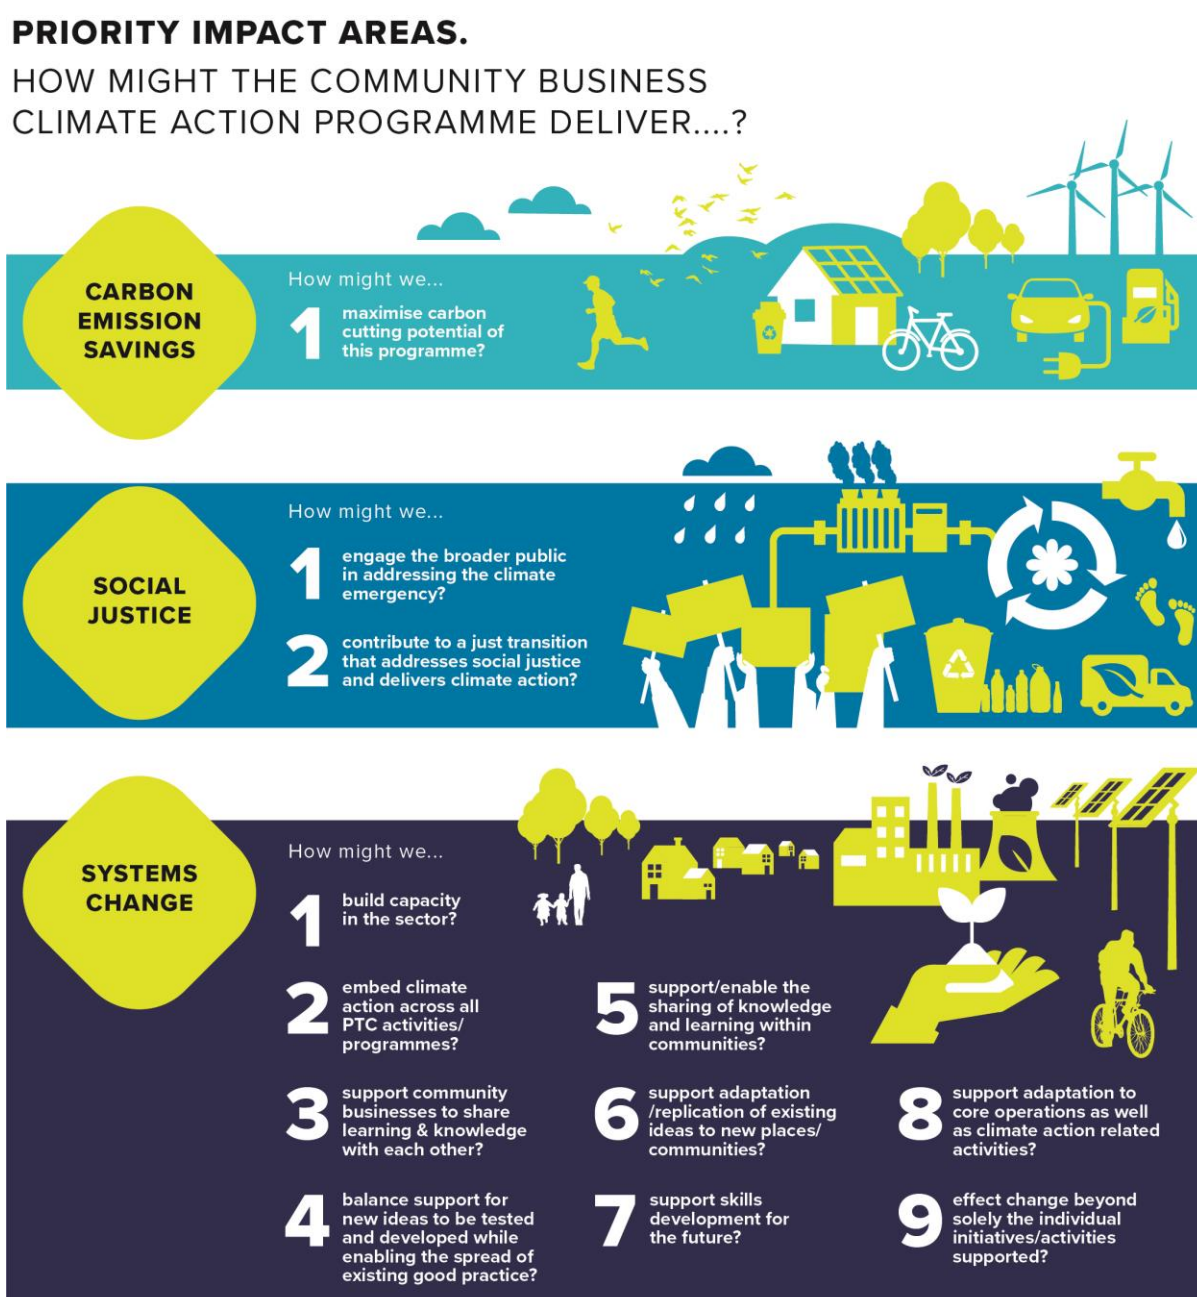 PRIORITY IMPACT AREAS.
HOW MIGHT THE COMMUNITY BUSINESS
CLIMATE ACTION PROGRAMME DELIVER....?
CARBON
EMISSION
SAVINGS
How might we...
1
maximise carbon
cutting potential of
this programme?
SOCIAL
JUSTICE
How might we...
1
engage the broader public
in addressing the climate
emergency?
2
contribute to a just transition
that addresses social justice
and delivers climate action?
SYSTEMS
CHANGE
How might we...
1
build capacity
in the sector?
2
embed climate
action across all
PTC activities/
programmes?
3
support community
businesses to share
learning & knowledge
with each other?
4
balance support for
new ideas to be tested
and developed while
enabling the spread of
existing good practice?
5
support/enable the
sharing of knowledge
and learning within
communities?
6
support adaptation
/replication of existing
ideas to new places/
communities?
7
support skills
development for
the future?
8
support adaptation to
core operations as well
as climate action related
activities?
9
effect change beyond
solely the individual
initiatives/activities
supported?